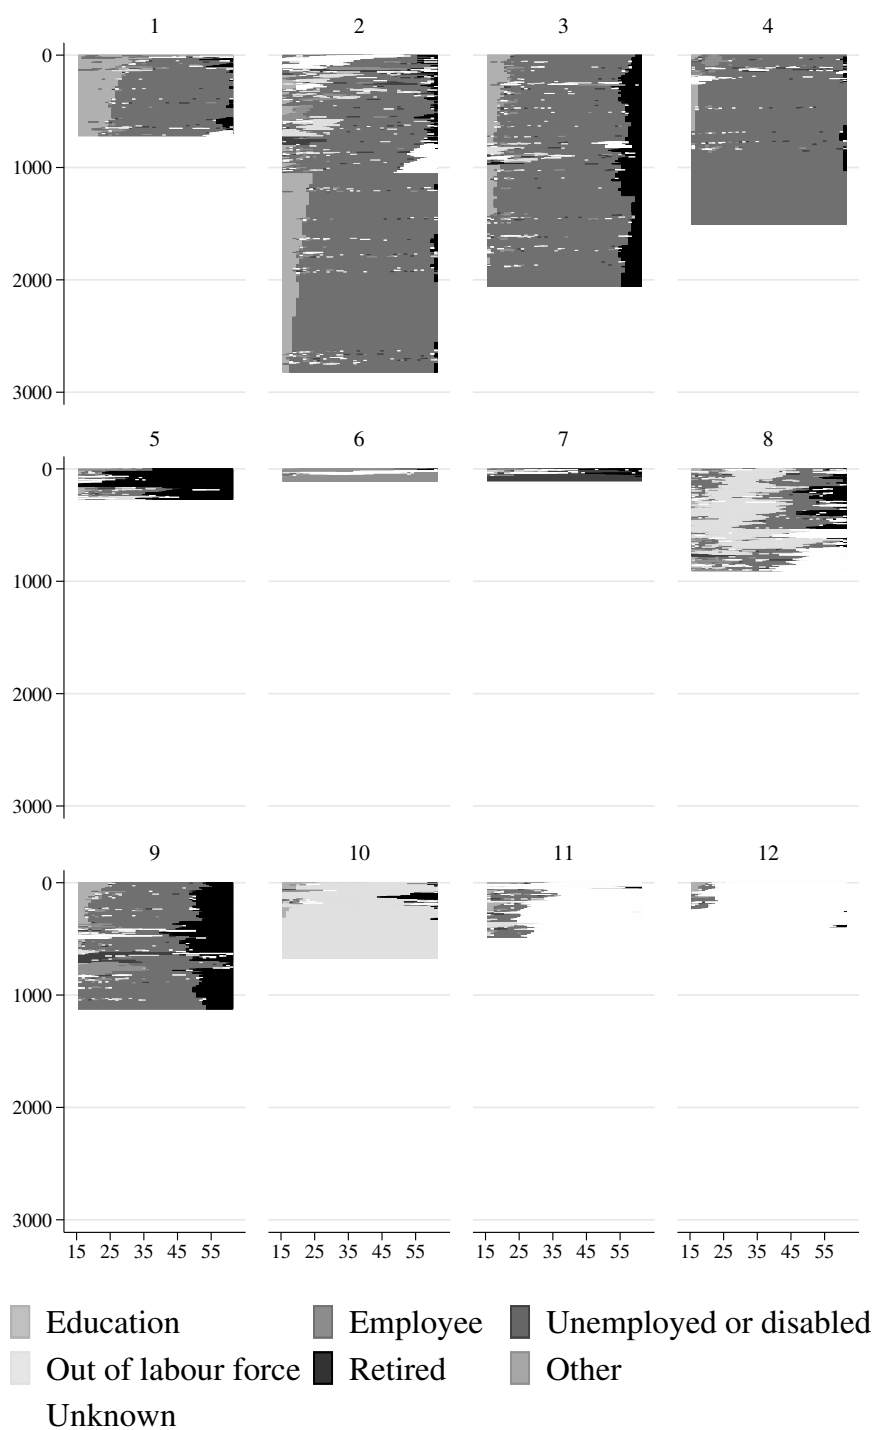 1 2 3 4
0
1000
2000
3000
5 6 7 8
0
1000
2000
3000
9 10 11 12
0
1000
2000
3000
15 25 35 45 55 15 25 35 45 55 15 25 35 45 55 15 25 35 45 55
Education Employee Unemployed or disabled
Out of labour force Retired Other
Unknown